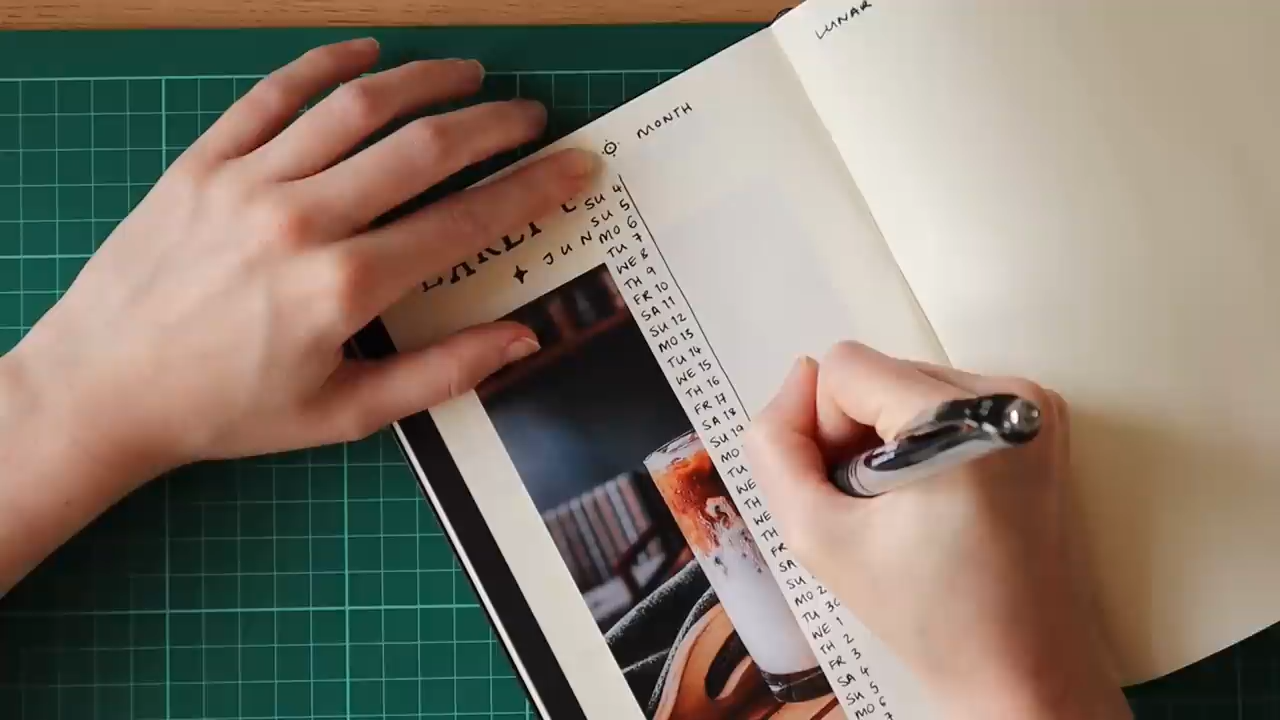 LUNAR
MONTH
JUN
SU 4
SU 5
MO 6
TU 7
WE 8
TH 9
FR 10
SA 11
SU 12
MO 13
TU 14
WE 15
TH 16
FR 17
SA 18
SU 19
MO
TU
WE
TH
WE
TH
FR
SA
SU
MO 2
TU 30
WE 1
TH 2
FR 3
SA 4
SU 5
MO 6
7